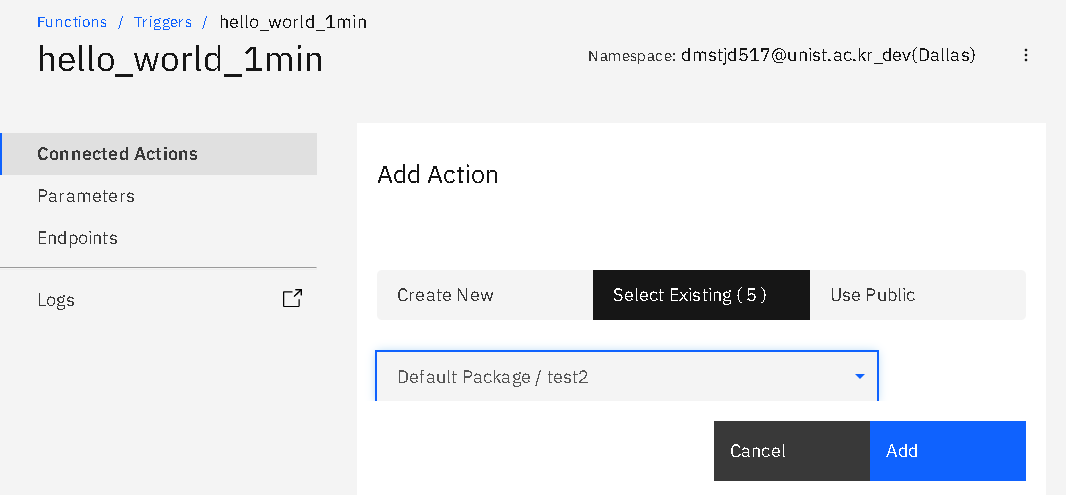 Functions / Triggers / hello_world_1min
hello_world_1min
Namespace: dmstjd517@unist.ac.kr_dev(Dallas)
Connected Actions
Parameters
Endpoints
Logs
Add Action
Create New
Select Existing ( 5 )
Use Public
Default Package / test2
Cancel
Add